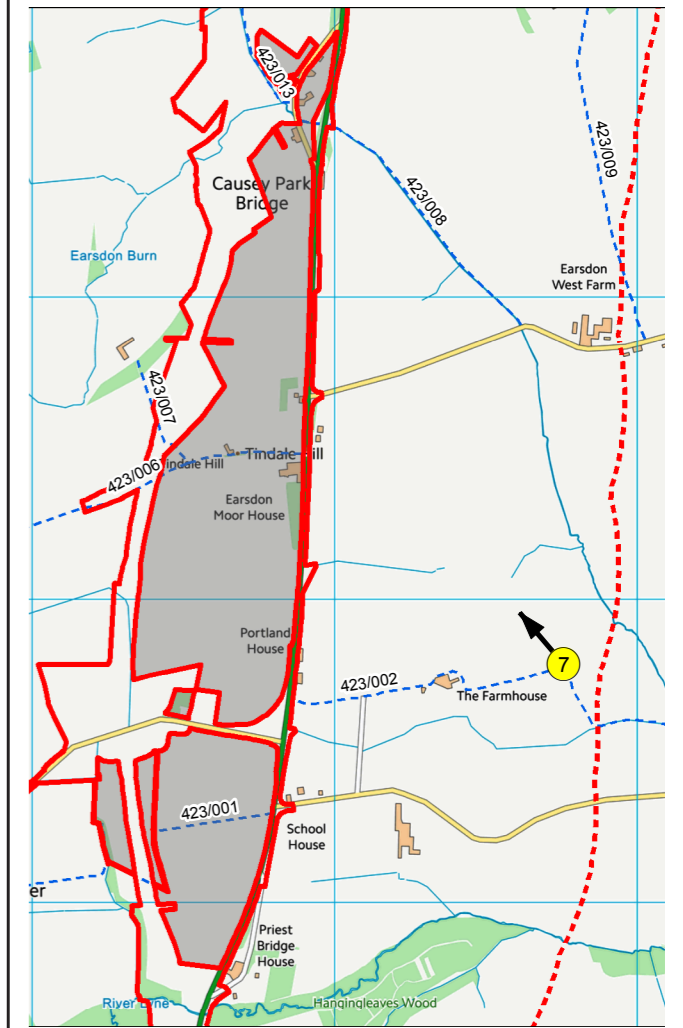 423/013
423/009
Causey Park
Bridge
423/008
Earsdon Burn
Earsdon
West Farm
423/007
Tindale Hill
Tindale Hill
423/006
Earsdon
Moor House
Portland
House
7
423/002
The Farmhouse
423/001
School
House
er
Priest
Bridge
House
River Lyne
Hangingleaves Wood